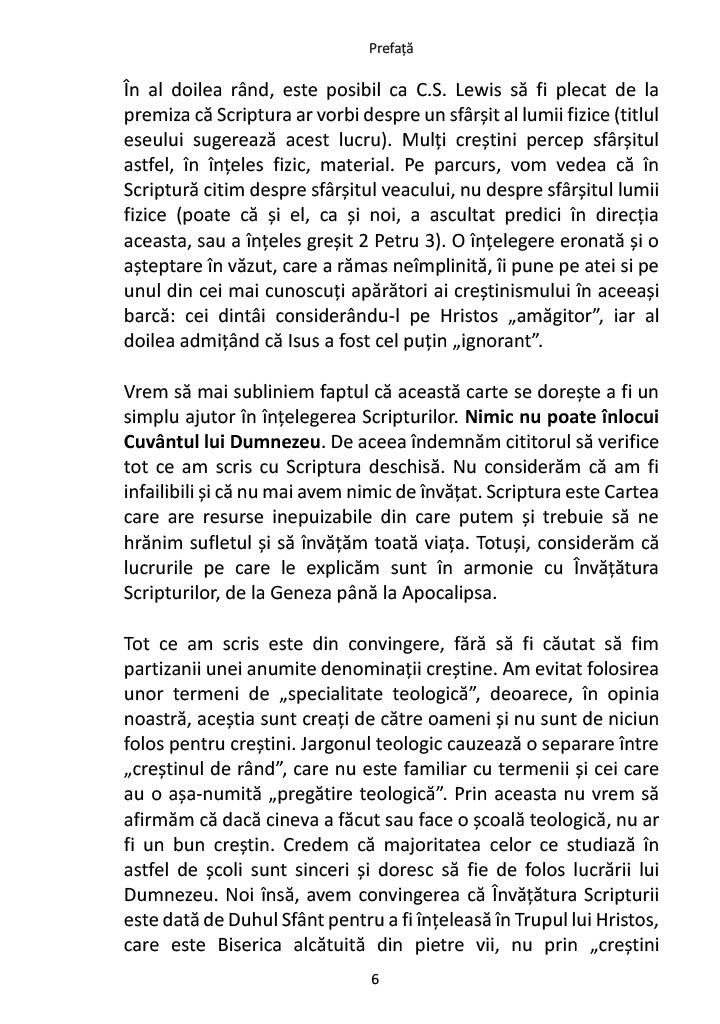 Prefață
În al doilea rând, este posibil ca C.S. Lewis să fi plecat de la
premiza că Scriptura ar vorbi despre un sfârșit al lumii fizice (titlul
eseului sugerează acest lucru). Mulți creștini percep sfârșitul
astfel, în înțeles fizic, material. Pe parcurs, vom vedea că în
Scriptură citim despre sfârșitul veacului, nu despre sfârșitul lumii
fizice (poate că și el, ca și noi, a ascultat predici în direcția
aceasta, sau a înțeles greșit 2 Petru 3). O înțelegere eronată și o
așteptare în văzut, care a rămas neîmplinită, îi pune pe atei si pe
unul din cei mai cunoscuți apărători ai creștinismului în aceeași
barcă: cei dintâi considerându-l pe Hristos „amăgitor”, iar al
doilea admițând că Isus a fost cel puțin „ignorant”.
Vrem să mai subliniem faptul că această carte se dorește a fi un
simplu ajutor în înțelegerea Scripturilor. Nimic nu poate înlocui
Cuvântul lui Dumnezeu. De aceea îndemnăm cititorul să verifice
tot ce am scris cu Scriptura deschisă. Nu considerăm că am fi
infailibili și că nu mai avem nimic de învățat. Scriptura este Cartea
care are resurse inepuizabile din care putem și trebuie să ne
hrănim sufletul și să învățăm toată viața. Totuși, considerăm că
lucrurile pe care le explicăm sunt în armonie cu Învățătura
Scripturilor, de la Geneza până la Apocalipsa.
Tot ce am scris este din convingere, fără să fi căutat să fim
partizanii unei anumite denominații creștine. Am evitat folosirea
unor termeni de „specialitate teologică”, deoarece, în opinia
noastră, aceștia sunt creați de către oameni și nu sunt de niciun
folos pentru creștini. Jargonul teologic cauzează o separare între
„creștinul de rând”, care nu este familiar cu termenii și cei care
au o așa-numită „pregătire teologică”. Prin aceasta nu vrem să
afirmăm că dacă cineva a făcut sau face o școală teologică, nu ar
fi un bun creștin. Credem că majoritatea celor ce studiază în
astfel de școli sunt sinceri și doresc să fie de folos lucrării lui
Dumnezeu. Noi însă, avem convingerea că Învățătura Scripturii
este dată de Duhul Sfânt pentru a fi înțeleasă în Trupul lui Hristos,
care este Biserica alcătuită din pietre vii, nu prin „creștini
6